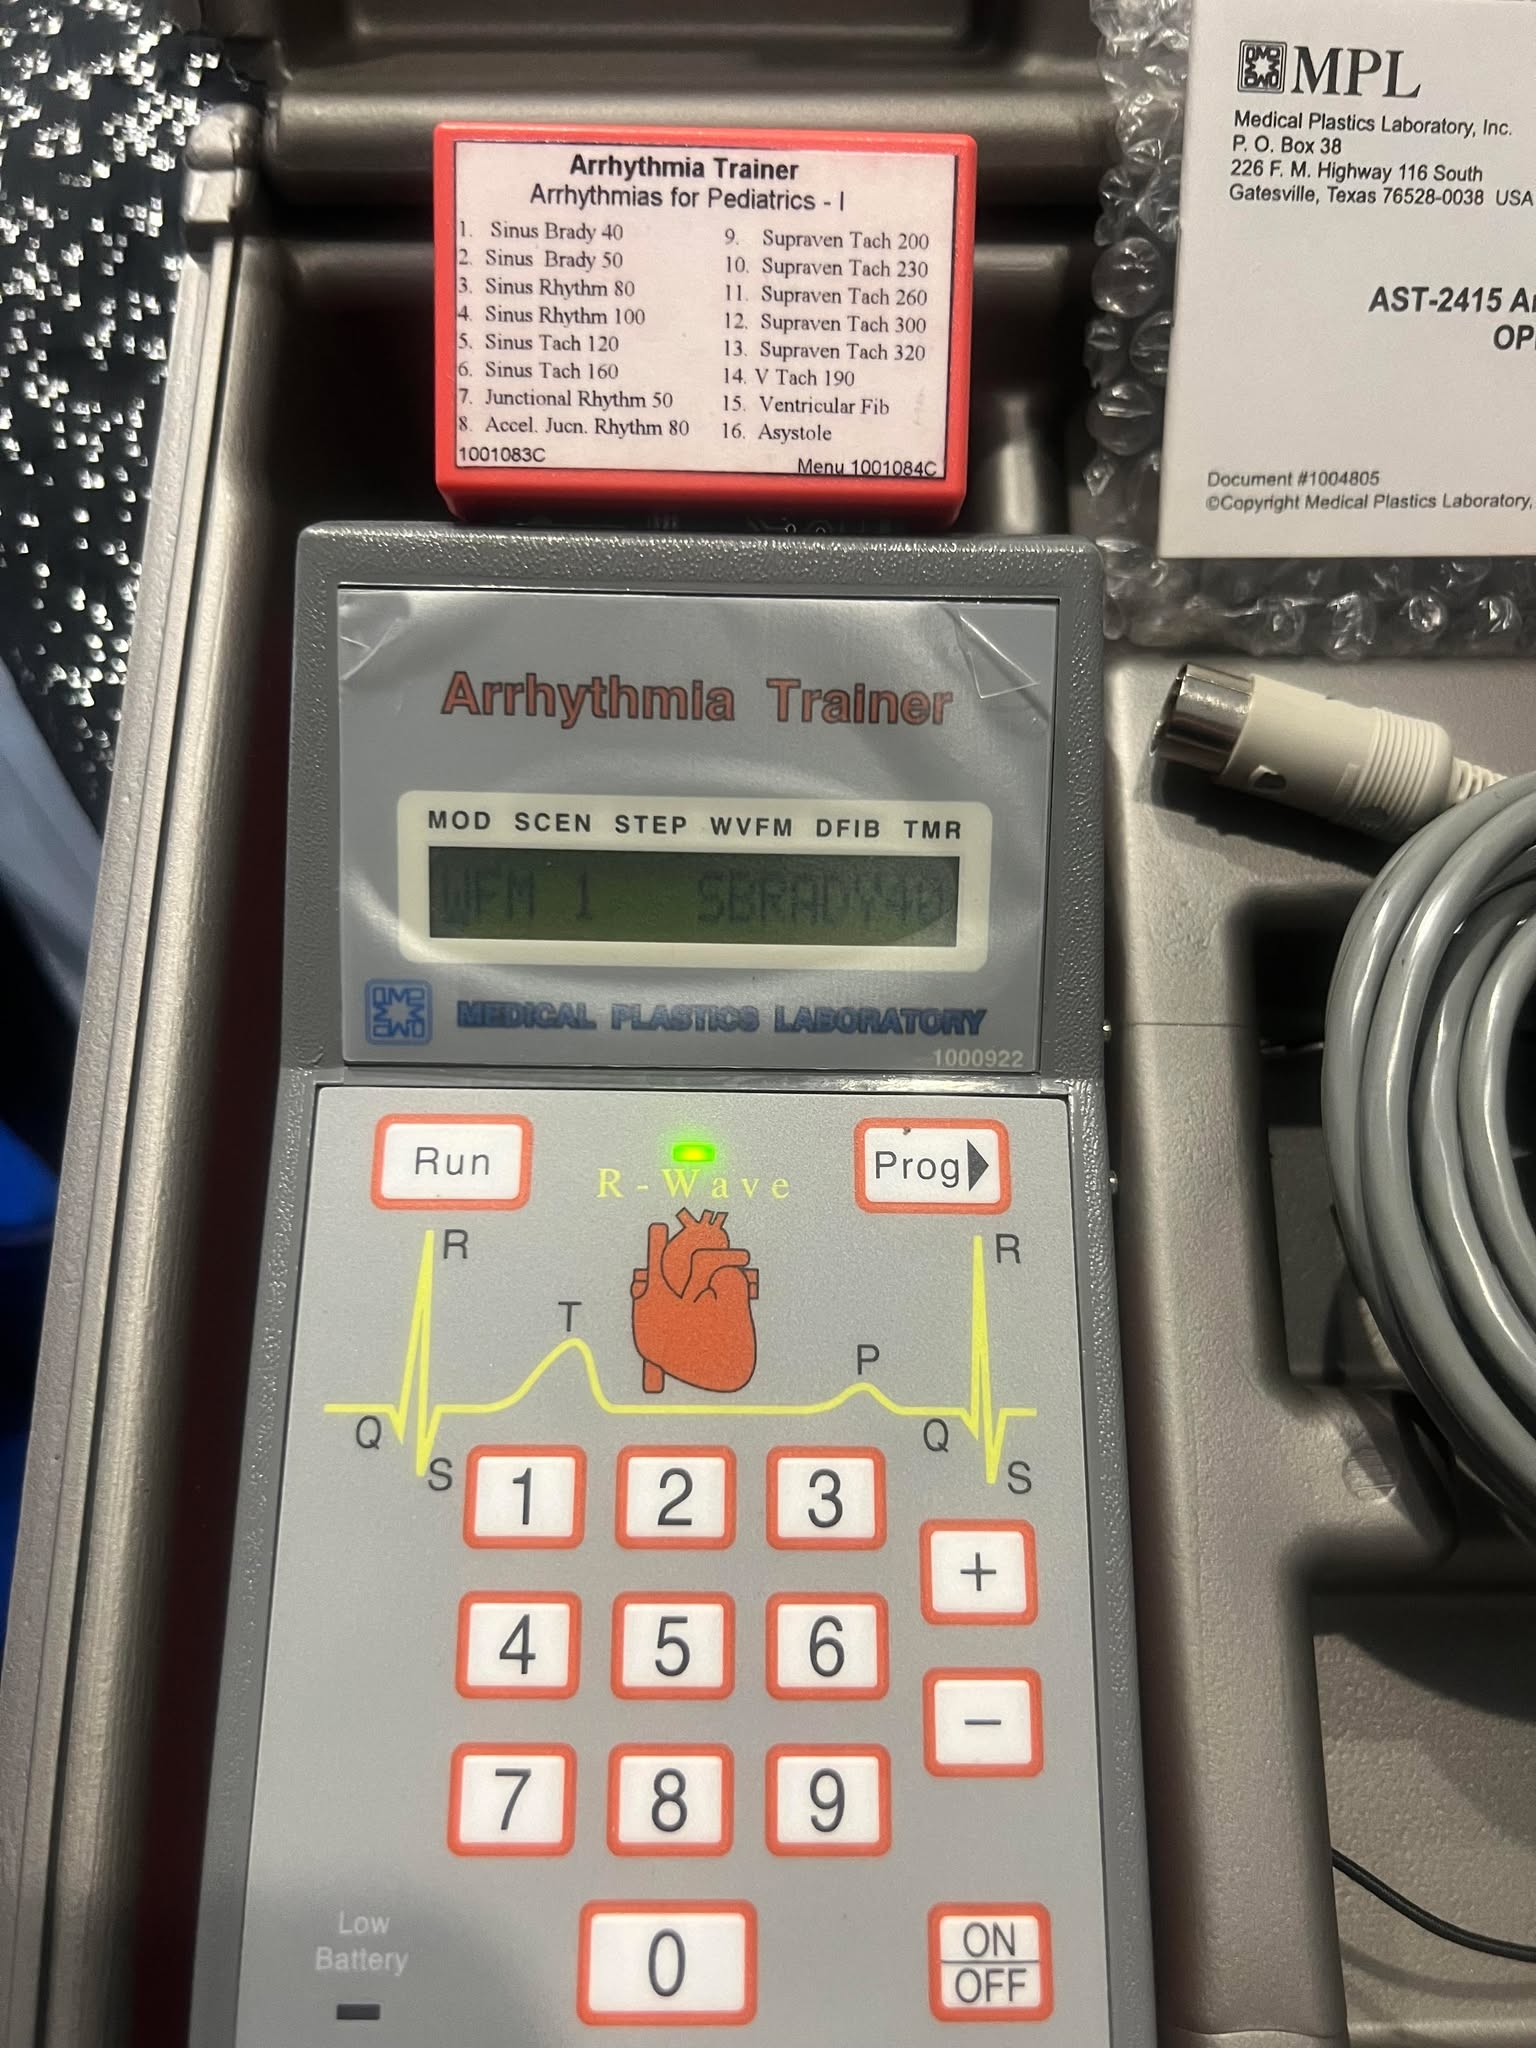 Arrhythmia Trainer
Arrhythmias for Pediatrics - I
1. Sinus Brady 40
2. Sinus Brady 50
3. Sinus Rhythm 80
4. Sinus Rhythm 100
5. Sinus Tach 120
6. Sinus Tach 160
7. Junctional Rhythm 50
8. Accel. Jucn. Rhythm 80
1001083C
9. Supraven Tach 200
10. Supraven Tach 230
11. Supraven Tach 260
12. Supraven Tach 300
13. Supraven Tach 320
14. V Tach 190
15. Ventricular Fib
16. Asystole
Menu 1001084C
MPL
Medical Plastics Laboratory, Inc.
P. O. Box 38
226 F. M. Highway 116 South
Gatesville, Texas 76528-0038 USA
AST-2415
Document #1004805
©Copyright Medical Plastics Laboratory,
Arrhythmia Trainer
MOD SCEN STEP WVFM DFIB TMR
WFM 1 SBRADY40
MEDICAL PLASTICS LABORATORY
1000922
Run
R-Wave
Prog
R
T
P
R
Q
S
Q
S
1 2 3
+
4 5 6
-
7 8 9
Low
Battery
0
ON
OFF